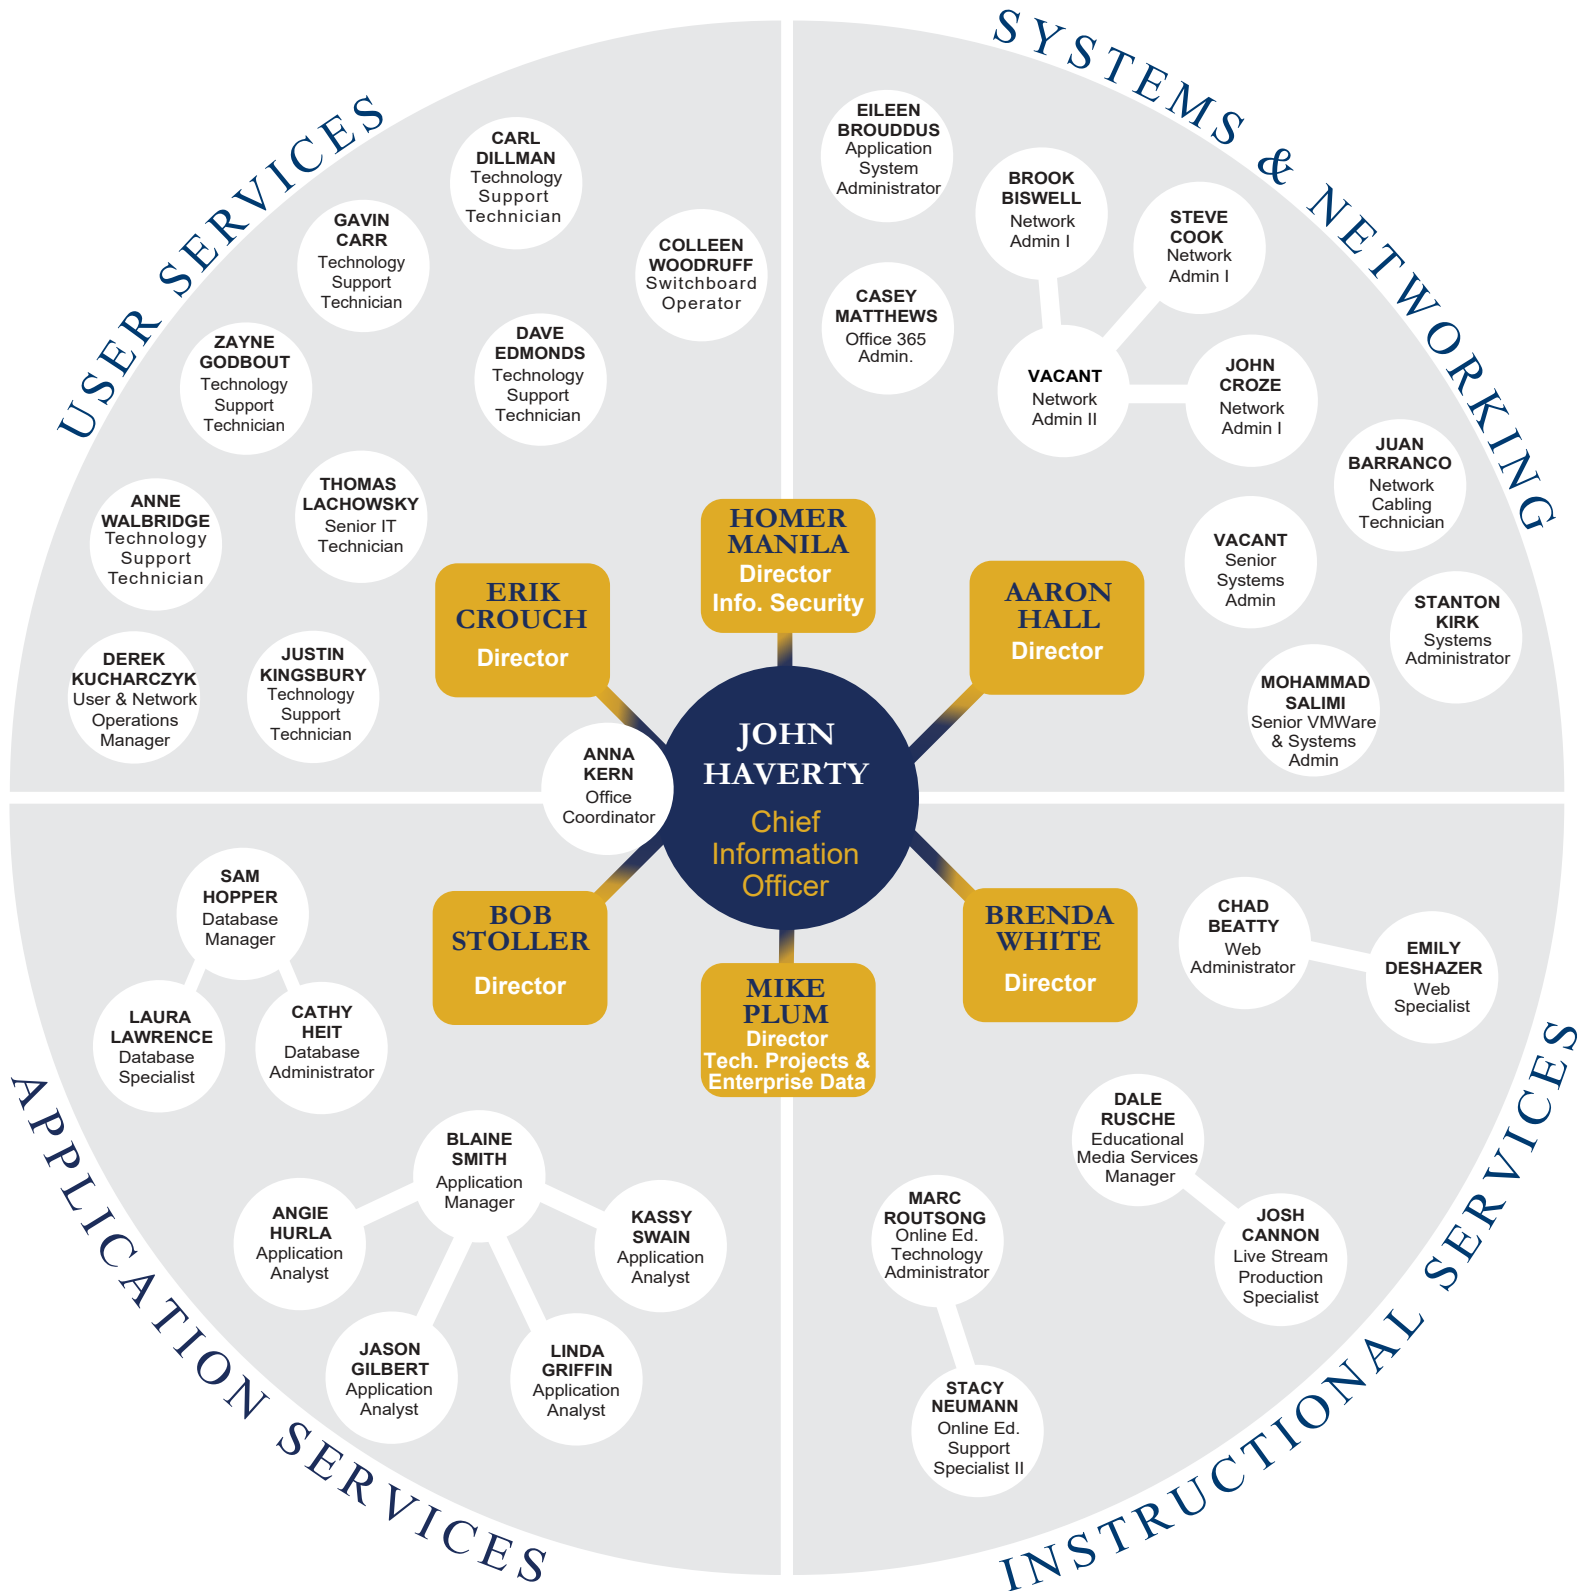 USER SERVICES
CARL
DILLMAN
Technology
Support
Technician
GAVIN
CARR
Technology
Support
Technician
COLLEEN
WOODRUFF
Switchboard
Operator
ZAYNE
GODBOUT
Technology
Support
Technician
DAVE
EDMONDS
Technology
Support
Technician
ANNE
WALBRIDGE
Technology
Support
Technician
THOMAS
LACHOWSKY
Senior IT
Technician
DEREK
KUCHARCZYK
User & Network
Operations
Manager
JUSTIN
KINGSBURY
Technology
Support
Technician
SYSTEMS & NETWORKING
EILEEN
BROUDDUS
Application
System
Administrator
BROOK
BISWELL
Network
Admin I
STEVE
COOK
Network
Admin I
CASEY
MATTHEWS
Office 365
Admin.
VACANT
Network
Admin II
JOHN
CROZE
Network
Admin I
JUAN
BARRANCO
Network
Cabling
Technician
VACANT
Senior
Systems
Admin
STANTON
KIRK
Systems
Administrator
MOHAMMAD
SALIMI
Senior VMWare
& Systems
Admin
ERIK
CROUCH
Director
HOMER
MANILA
Director
Info. Security
AARON
HALL
Director
ANNA
KERN
Office
Coordinator
JOHN
HAVERTY
Chief
Information
Officer
BOB
STOLLER
Director
MIKE
PLUM
Director
Tech. Projects &
Enterprise Data
BRENDA
WHITE
Director
APPLICATION SERVICES
SAM
HOPPER
Database
Manager
LAURA
LAWRENCE
Database
Specialist
CATHY
HEIT
Database
Administrator
BLAINE
SMITH
Application
Manager
ANGIE
HURLA
Application
Analyst
KASSY
SWAIN
Application
Analyst
JASON
GILBERT
Application
Analyst
LINDA
GRIFFIN
Application
Analyst
INSTRUCTIONAL SERVICES
CHAD
BEATTY
Web
Administrator
EMILY
DESHAZER
Web
Specialist
DALE
RUSCHE
Educational
Media Services
Manager
MARC
ROUTSONG
Online Ed.
Technology
Administrator
JOSH
CANNON
Live Stream
Production
Specialist
STACY
NEUMANN
Online Ed.
Support
Specialist II